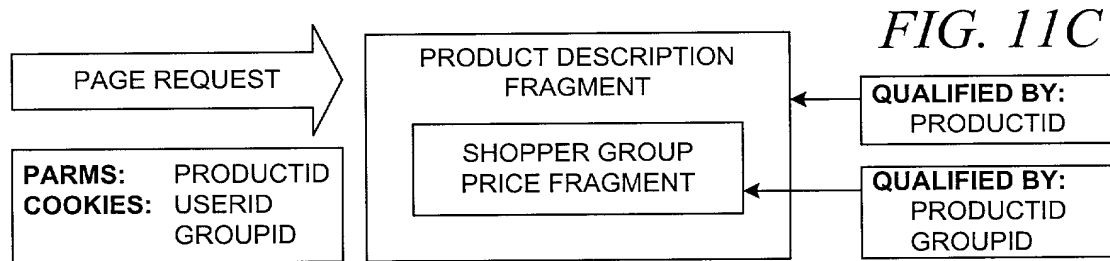 FIG. 11C
PAGE REQUEST
PARMS: PRODUCTID
COOKIES: USERID
GROUPID
PRODUCT DESCRIPTION
FRAGMENT
SHOPPER GROUP
PRICE FRAGMENT
QUALIFIED BY:
PRODUCTID
QUALIFIED BY:
PRODUCTID
GROUPID